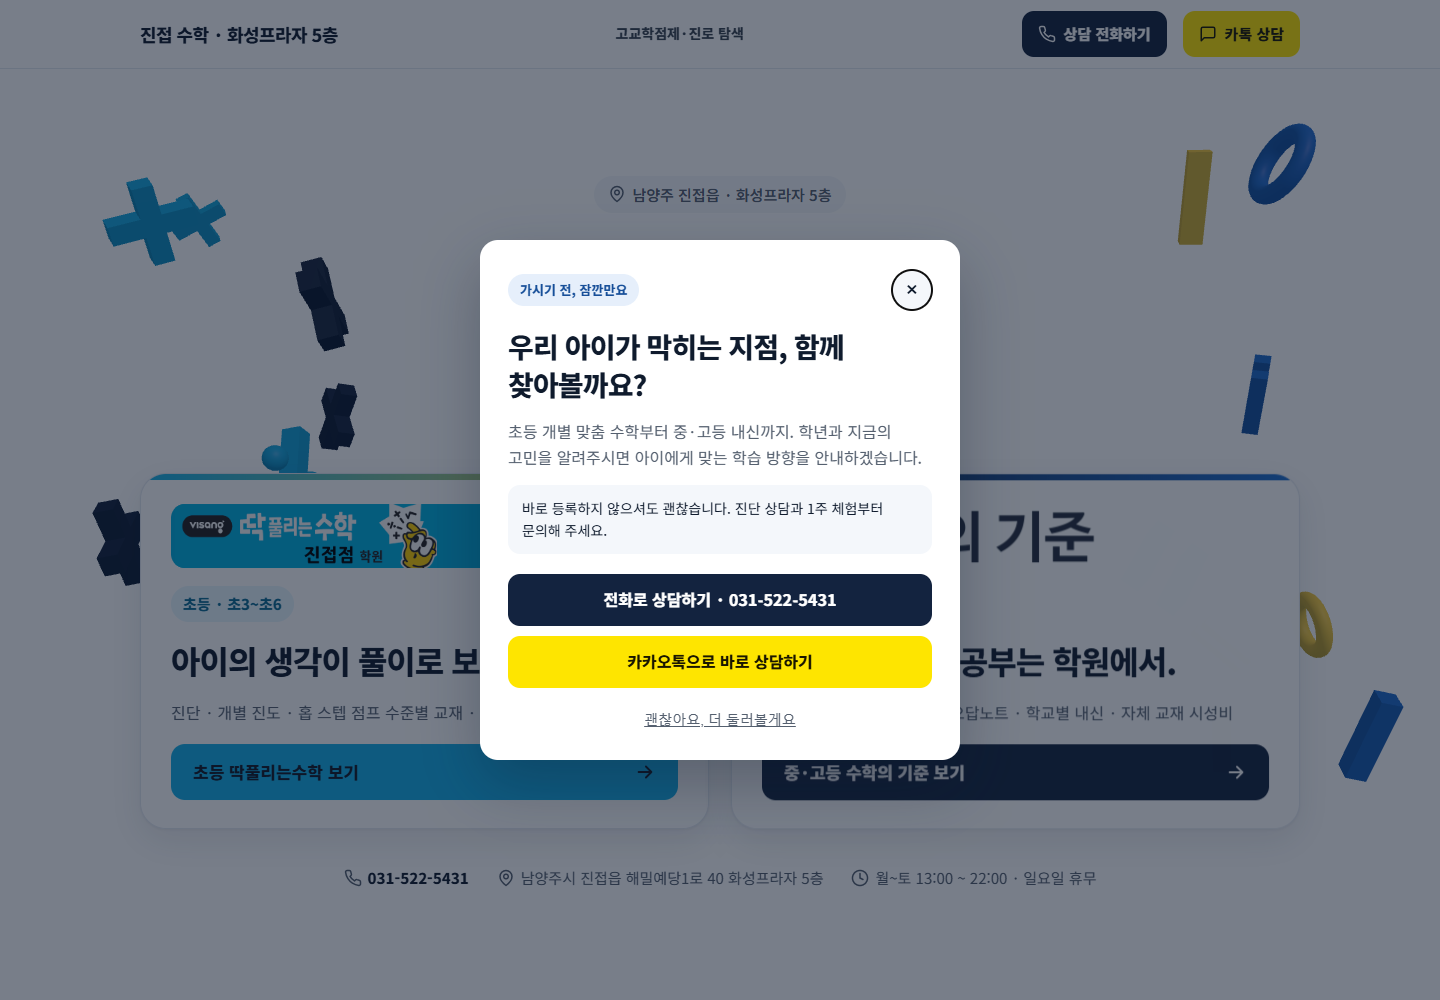 진접 수학 · 화성프라자 5층
고교학점제·진로 탐색
상담 전화하기
카톡 상담
남양주 진접읍 · 화성프라자 5층
가시기 전, 잠깐만요
×
우리 아이가 막히는 지점, 함께
찾아볼까요?
초등 개별 맞춤 수학부터 중·고등 내신까지. 학년과 지금의
고민을 알려주시면 아이에게 맞는 학습 방향을 안내하겠습니다.
바로 등록하지 않으셔도 괜찮습니다. 진단 상담과 1주 체험부터
문의해 주세요.
전화로 상담하기 · 031-522-5431
카카오톡으로 바로 상담하기
괜찮아요, 더 둘러볼게요
visang 딱 풀리는 수학
진접점 학원
초등 · 초3~초6
아이의 생각이 풀이로 보
진단 · 개별 진도 · 홉 스텝 점프 수준별 교재 ·
초등 딱풀리는수학 보기
의 기준
공부는 학원에서.
오답노트 · 학교별 내신 · 자체 교재 시성비
중·고등 수학의 기준 보기
031-522-5431
남양주시 진접읍 해밀예당1로 40 화성프라자 5층
월~토 13:00 ~ 22:00 · 일요일 휴무